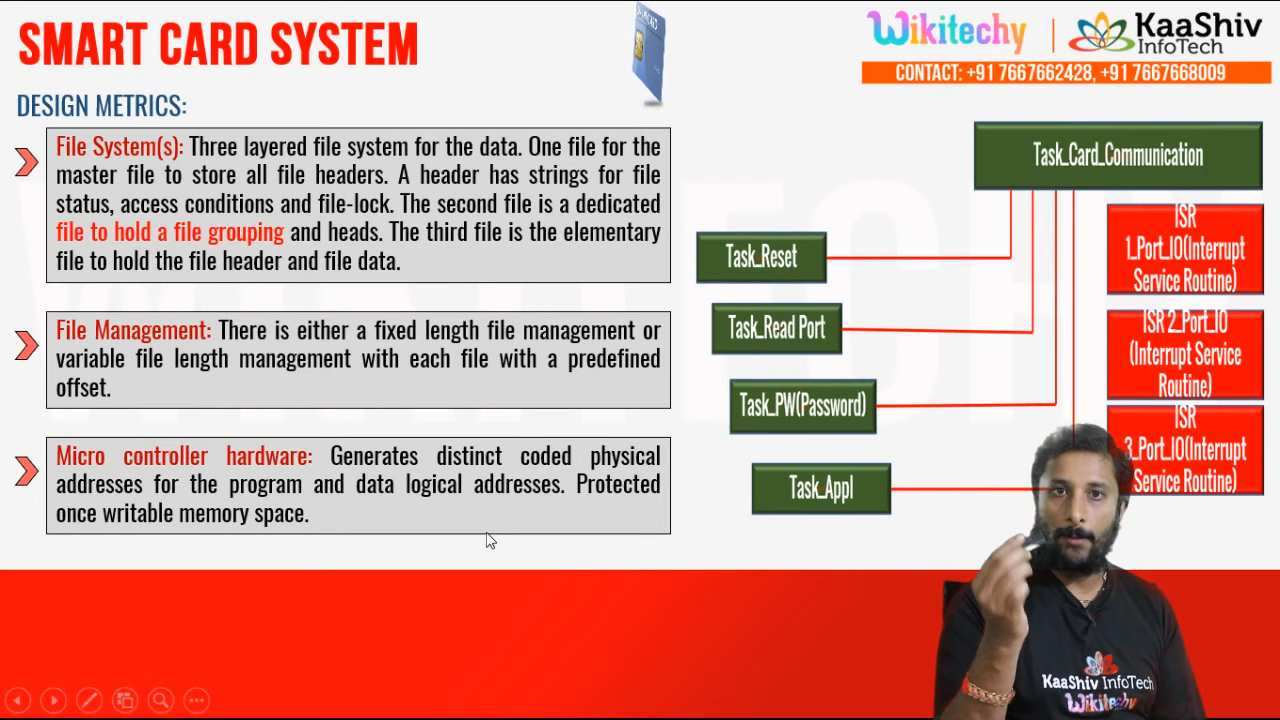 SMART CARD SYSTEM
Wikitechy
KaaShiv
InfoTech
CONTACT: +91 7667662428, +91 7667668009
DESIGN METRICS:
File System(s): Three layered file system for the data. One file for the
master file to store all file headers. A header has strings for file
status, access conditions and file-lock. The second file is a dedicated
file to hold a file grouping and heads. The third file is the elementary
file to hold the file header and file data.
File Management: There is either a fixed length file management or
variable file length management with each file with a predefined
offset.
Micro controller hardware: Generates distinct coded physical
addresses for the program and data logical addresses. Protected
once writable memory space.
Task_Card_Communication
Task_Reset
Task_Read Port
Task_PW(Password)
Task_Appl
ISR
1_Port_IO(Interrupt
Service Routine)
ISR 2_Port_IO
(Interrupt Service
Routine)
ISR
3_Port_IO(Interrupt
Service Routine)
KaaShiv InfoTech
Wikitechy